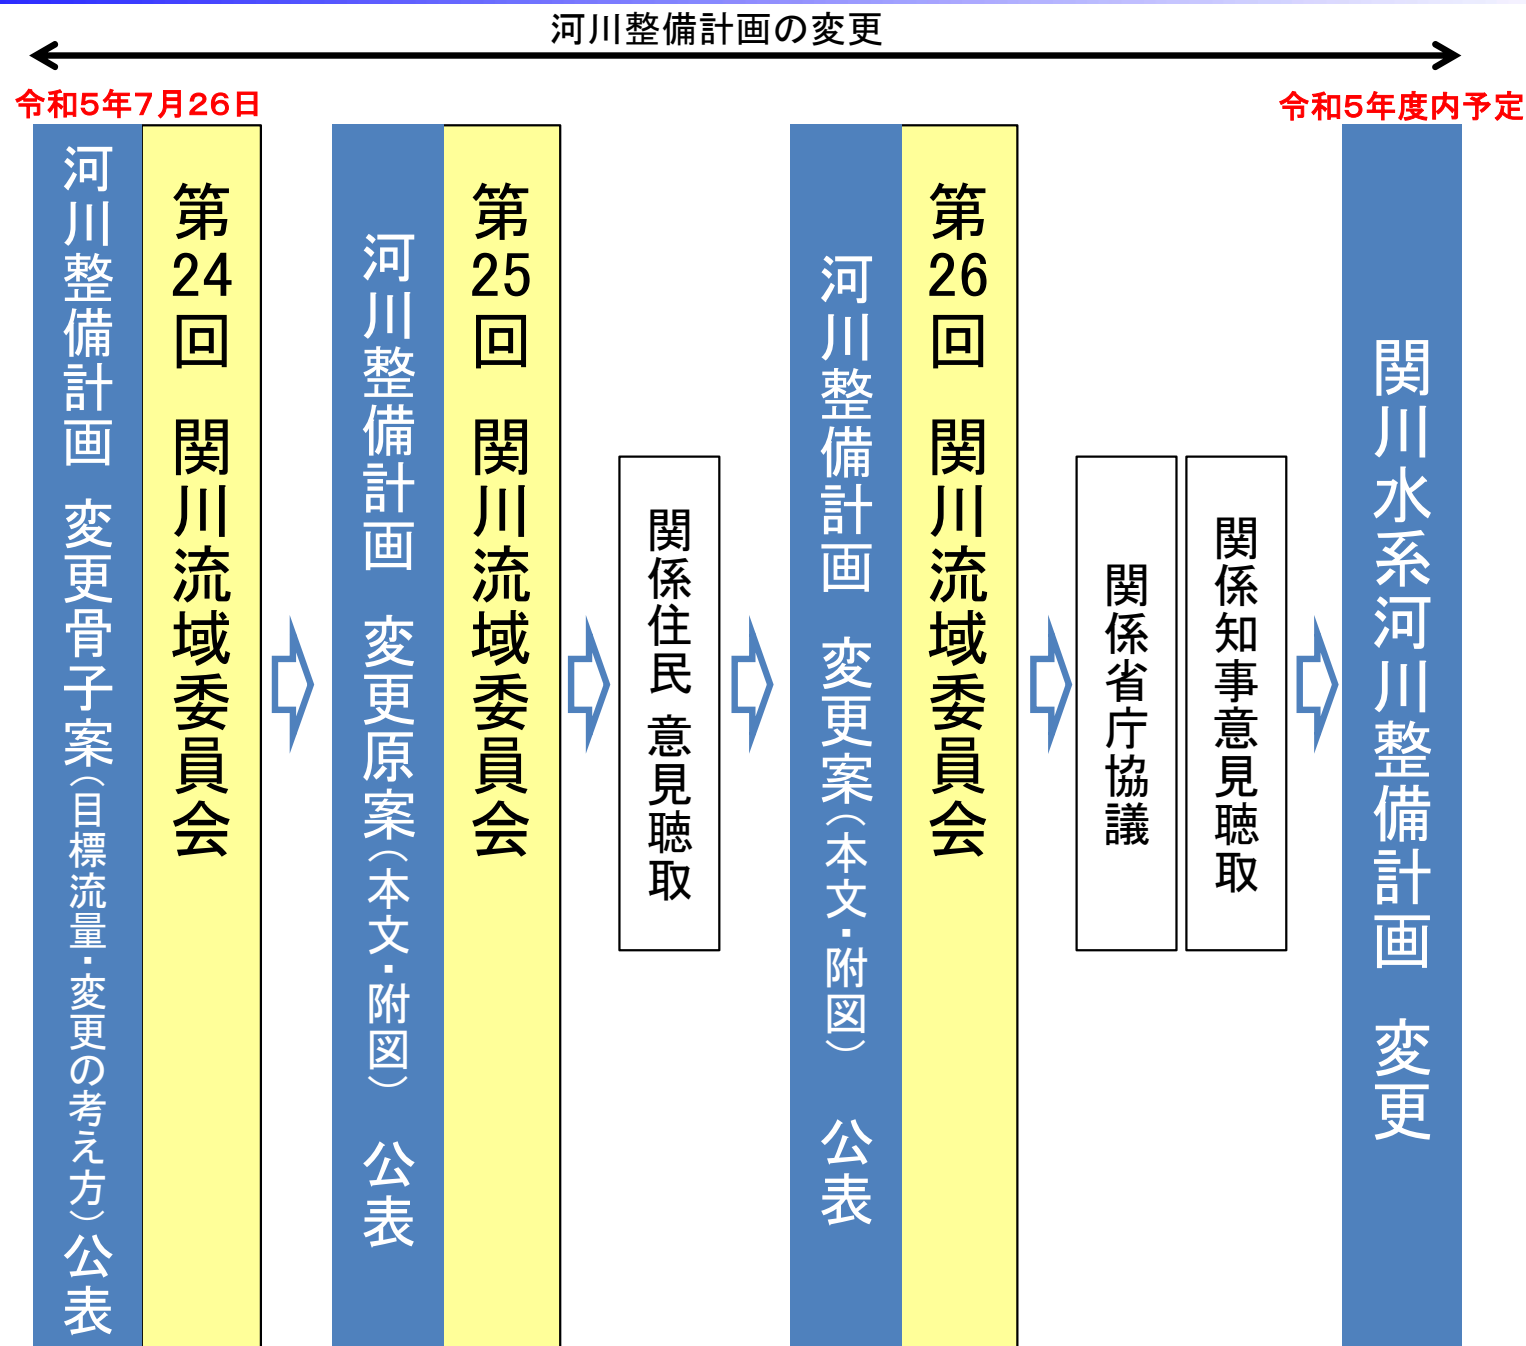 河川整備計画の変更
令和5年7月26日
令和5年度内予定
河川整備計画 変更骨子案（目標流量・変更の考え方）公表
第24回 関川流域委員会
河川整備計画 変更原案（本文・附図） 公表
第25回 関川流域委員会
関係住民 意見聴取
河川整備計画 変更案（本文・附図） 公表
第26回 関川流域委員会
関係省庁協議
関係知事意見聴取
関川水系河川整備計画 変更